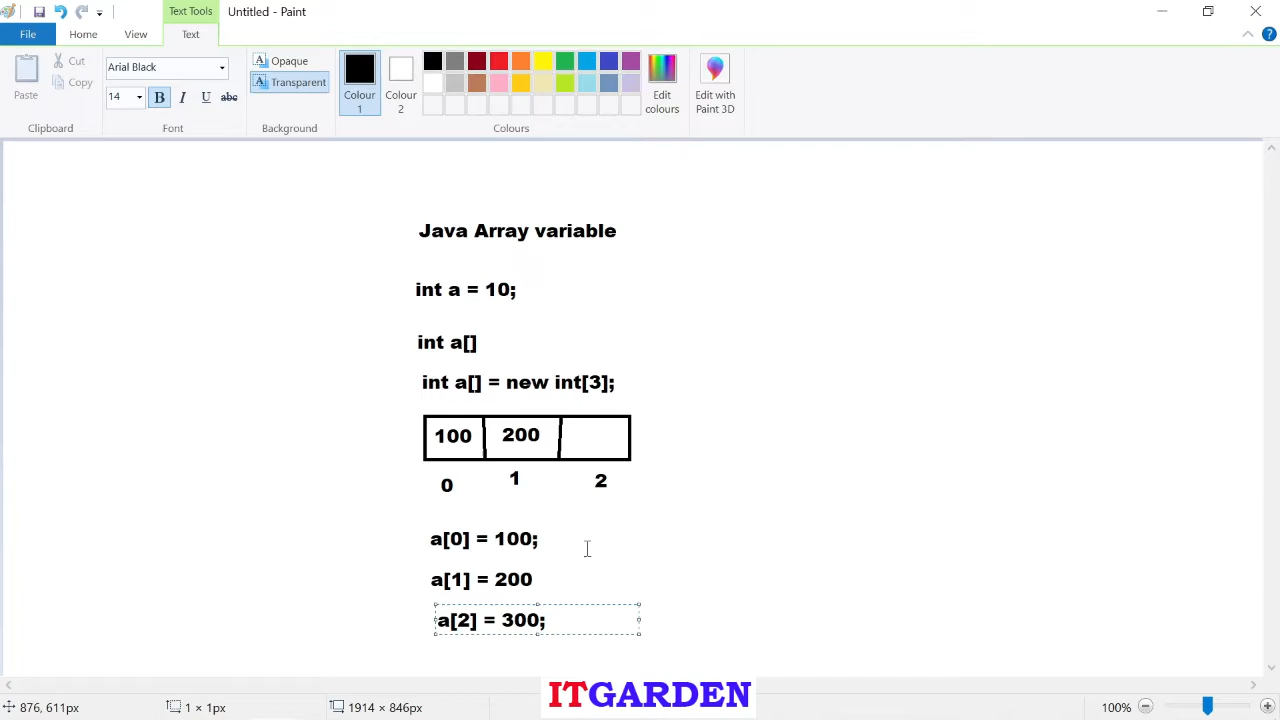 Text Tools
Untitled - Paint
File
Home
View
Text
Paste
Cut
Copy
Clipboard
Arial Black
14
B
I
U
abc
Font
Opaque
Transparent
Background
Colour 1
Colour 2
Edit colours
Edit with Paint 3D
Colours
Java Array variable
int a = 10;
int a[]
int a[] = new int[3];
100 200
0 1 2
a[0] = 100;
a[1] = 200
a[2] = 300;
ITGARDEN
876, 611px
1 × 1px
1914 × 846px
100%